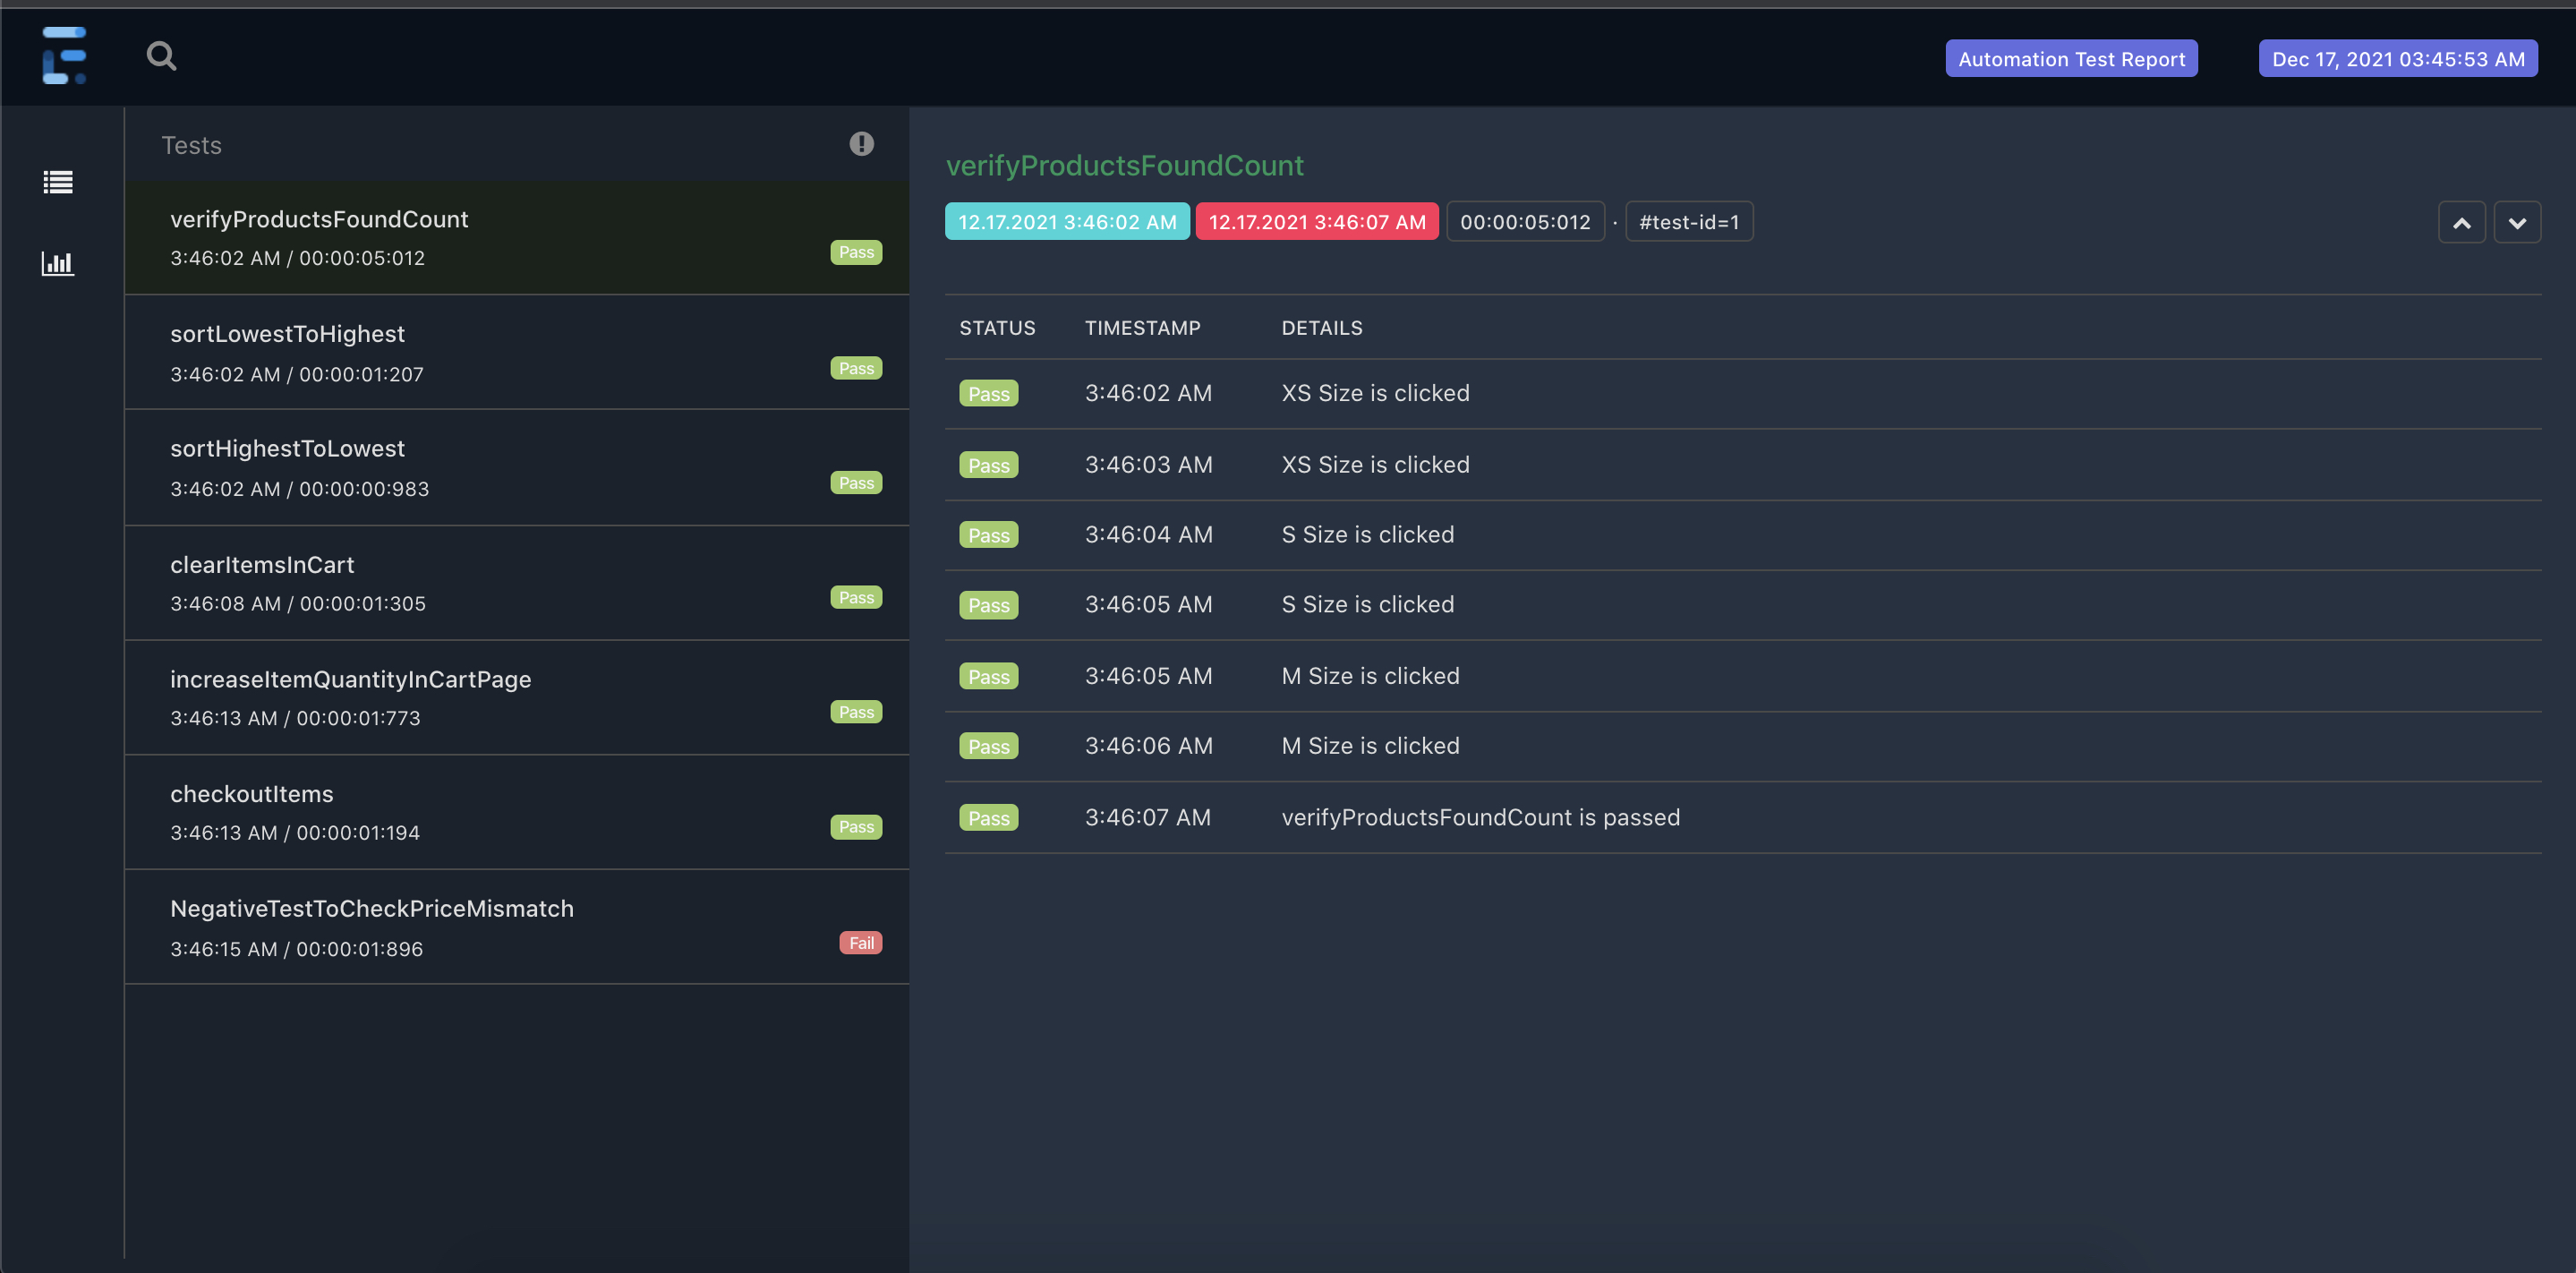 Automation Test Report
Dec 17, 2021 03:45:53 AM
Tests
verifyProductsFoundCount
3:46:02 AM / 00:00:05:012
Pass
sortLowestToHighest
3:46:02 AM / 00:00:01:207
Pass
sortHighestToLowest
3:46:02 AM / 00:00:00:983
Pass
clearItemsInCart
3:46:08 AM / 00:00:01:305
Pass
increaseItemQuantityInCartPage
3:46:13 AM / 00:00:01:773
Pass
checkoutItems
3:46:13 AM / 00:00:01:194
Pass
NegativeTestToCheckPriceMismatch
3:46:15 AM / 00:00:01:896
Fail
verifyProductsFoundCount
12.17.2021 3:46:02 AM 12.17.2021 3:46:07 AM 00:00:05:012 · #test-id=1
STATUS TIMESTAMP DETAILS
Pass 3:46:02 AM XS Size is clicked
Pass 3:46:03 AM XS Size is clicked
Pass 3:46:04 AM S Size is clicked
Pass 3:46:05 AM S Size is clicked
Pass 3:46:05 AM M Size is clicked
Pass 3:46:06 AM M Size is clicked
Pass 3:46:07 AM verifyProductsFoundCount is passed